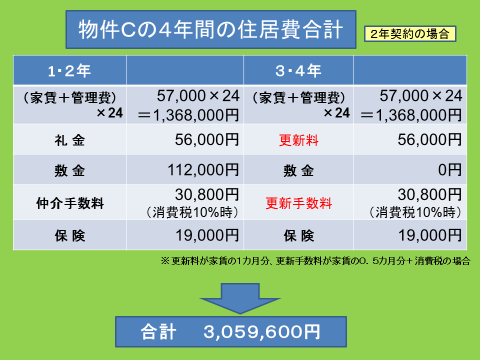 物件Cの4年間の住居費合計
2年契約の場合
1・2年 3・4年
（家賃＋管理費） 57,000×24 （家賃＋管理費） 57,000×24
×24 ＝1,368,000円 ×24 ＝1,368,000円
礼 金 56,000円 更新料 56,000円
敷 金 112,000円 敷 金 0円
仲介手数料 30,800円 更新手数料 30,800円
（消費税10%時） （消費税10%時）
保 険 19,000円 保 険 19,000円
※更新料が家賃の1カ月分、更新手数料が家賃の0．5カ月分＋消費税の場合
合計 3,059,600円